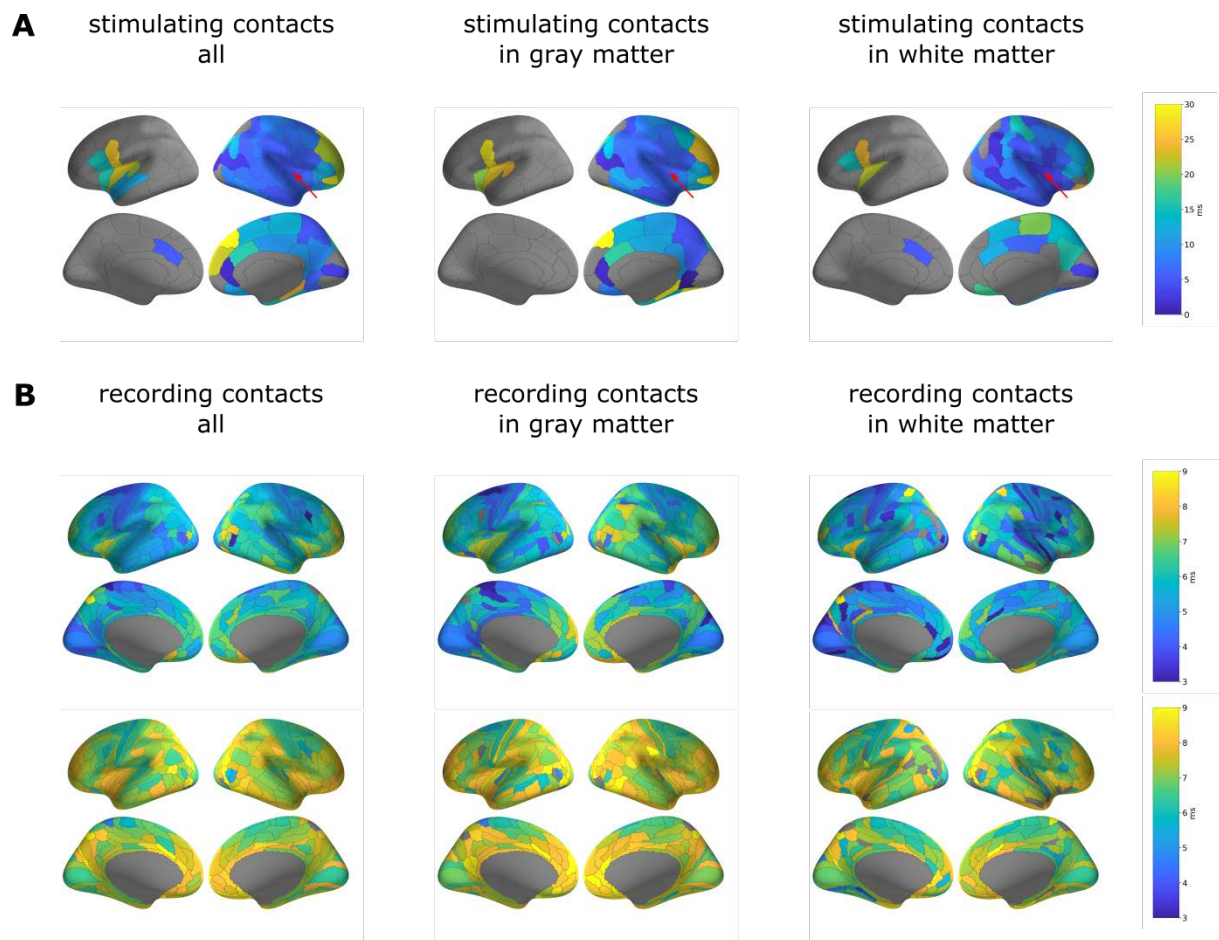 A
stimulating contacts
all
stimulating contacts
in gray matter
stimulating contacts
in white matter
30
25
20
15
10
5
0
ms
B
recording contacts
all
recording contacts
in gray matter
recording contacts
in white matter
9
8
7
6
5
4
3
ms
9
8
7
6
5
4
3
ms